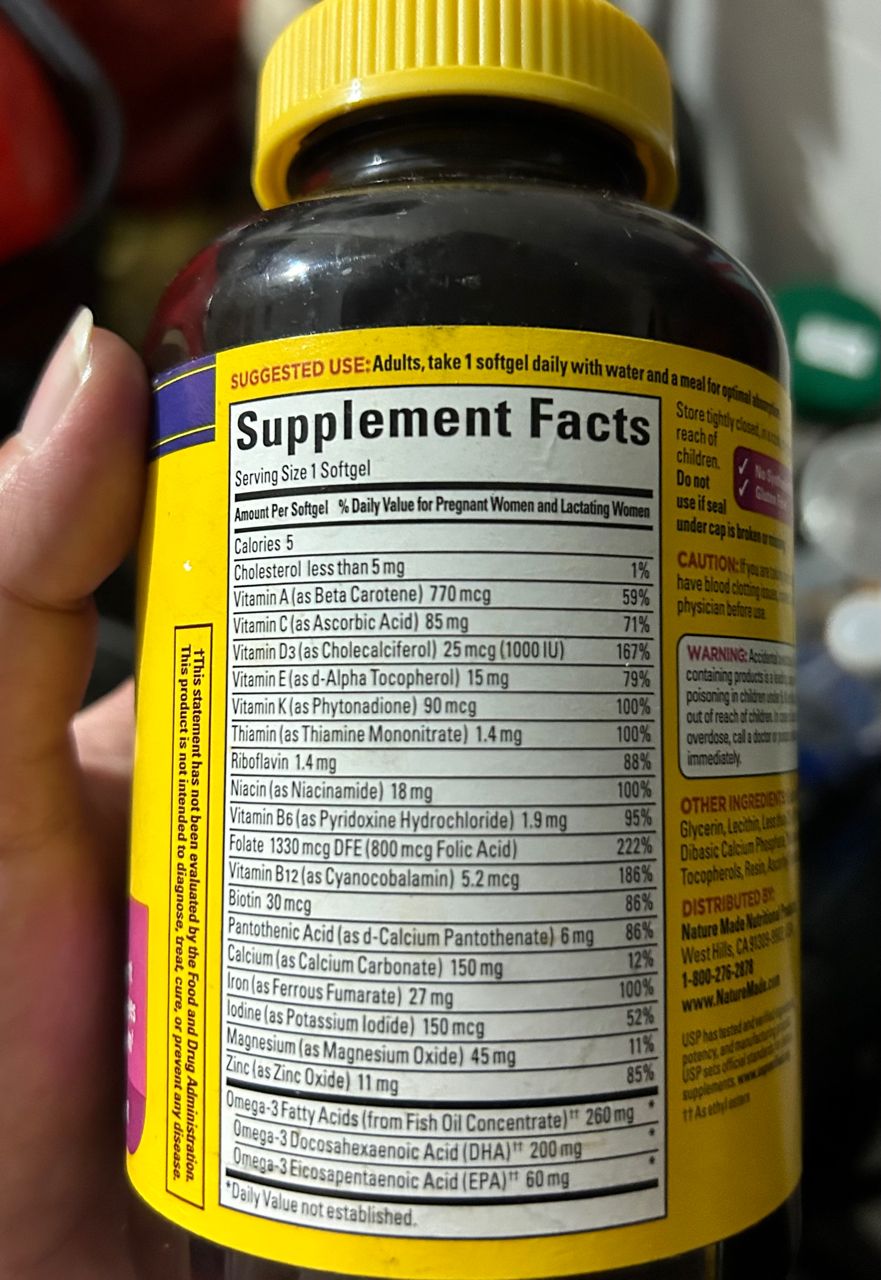 SUGGESTED USE: Adults, take 1 softgel daily with water and a meal for optimal absorption.
Supplement Facts
Serving Size 1 Softgel
Amount Per Softgel % Daily Value for Pregnant Women and Lactating Women
Calories 5
Cholesterol less than 5 mg 1%
Vitamin A (as Beta Carotene) 770 mcg 59%
Vitamin C (as Ascorbic Acid) 85 mg 71%
Vitamin D3 (as Cholecalciferol) 25 mcg (1000 IU) 167%
Vitamin E (as d-Alpha Tocopherol) 15 mg 79%
Vitamin K (as Phytonadione) 90 mcg 100%
Thiamin (as Thiamine Mononitrate) 1.4 mg 100%
Riboflavin 1.4 mg 88%
Niacin (as Niacinamide) 18 mg 100%
Vitamin B6 (as Pyridoxine Hydrochloride) 1.9 mg 95%
Folate 1330 mcg DFE (800 mcg Folic Acid) 222%
Vitamin B12 (as Cyanocobalamin) 5.2 mcg 186%
Biotin 30 mcg 86%
Pantothenic Acid (as d-Calcium Pantothenate) 6 mg 86%
Calcium (as Calcium Carbonate) 150 mg 12%
Iron (as Ferrous Fumarate) 27 mg 100%
Iodine (as Potassium Iodide) 150 mcg 52%
Magnesium (as Magnesium Oxide) 45 mg 11%
Zinc (as Zinc Oxide) 11 mg 85%
Omega-3 Fatty Acids (from Fish Oil Concentrate)†† 260 mg *
Omega-3 Docosahexaenoic Acid (DHA)†† 200 mg *
Omega-3 Eicosapentaenoic Acid (EPA)†† 60 mg *
*Daily Value not established.
†This statement has not been evaluated by the Food and Drug Administration.
This product is not intended to diagnose, treat, cure, or prevent any disease.
Store tightly closed,
reach of
children.
Do not
use if seal
under cap is broken or
✓ No
✓ Gluten
CAUTION: If you are
have blood clotting issues,
physician before use.
WARNING: Accidental
containing products is a
poisoning in children under
out of reach of children. In
overdose, call a doctor or
immediately.
OTHER INGREDIENTS
Glycerin, Lecithin, Less
Dibasic Calcium Phosphate,
Tocopherols, Resin,
DISTRIBUTED BY:
Nature Made Nutritional
West Hills, CA 91309
1-800-276-2878
www.NatureMade.com
USP has tested and
potency, and manufacturing
USP sets official standards
supplements. www.
†† As ethyl esters